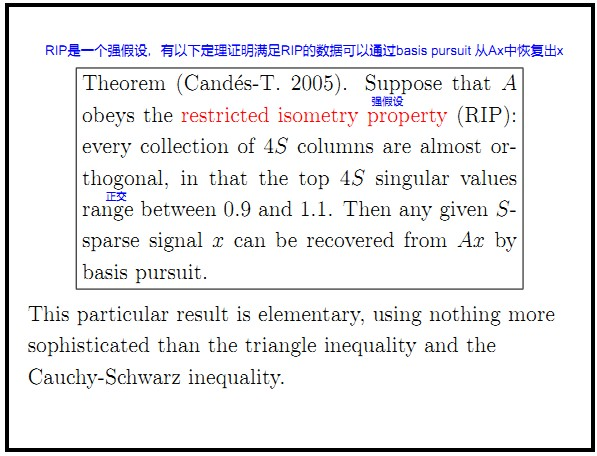 RIP是一个强假设，有以下定理证明满足RIP的数据可以通过basis pursuit 从Ax中恢复出x
Theorem (Candés-T. 2005). Suppose that A
强假设
obeys the restricted isometry property (RIP):
every collection of 4S columns are almost or-
thogonal, in that the top 4S singular values
正交
range between 0.9 and 1.1. Then any given S-
sparse signal x can be recovered from Ax by
basis pursuit.
This particular result is elementary, using nothing more
sophisticated than the triangle inequality and the
Cauchy-Schwarz inequality.